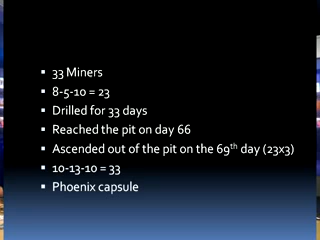 33 Miners
8-5-10 = 23
Drilled for 33 days
Reached the pit on day 66
Ascended out of the pit on the 69th day (23x3)
10-13-10 = 33
Phoenix capsule